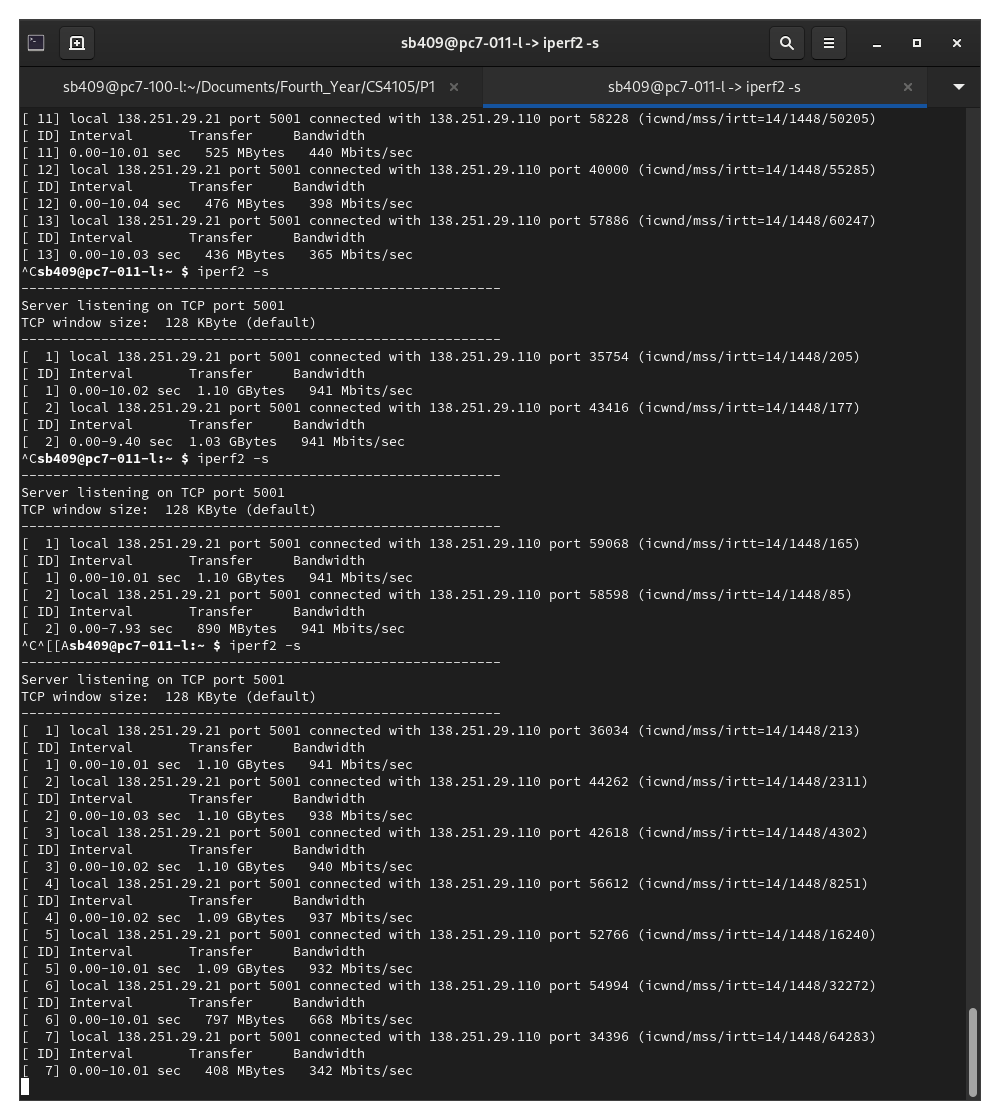 sb409@pc7-011-l -> iperf2 -s
sb409@pc7-100-l:~/Documents/Fourth_Year/CS4105/P1 × sb409@pc7-011-l -> iperf2 -s ×
[ 11] local 138.251.29.21 port 5001 connected with 138.251.29.110 port 58228 (icwnd/mss/irtt=14/1448/50205)
[ ID] Interval       Transfer     Bandwidth
[ 11] 0.00-10.01 sec   525 MBytes   440 Mbits/sec
[ 12] local 138.251.29.21 port 5001 connected with 138.251.29.110 port 40000 (icwnd/mss/irtt=14/1448/55285)
[ ID] Interval       Transfer     Bandwidth
[ 12] 0.00-10.04 sec   476 MBytes   398 Mbits/sec
[ 13] local 138.251.29.21 port 5001 connected with 138.251.29.110 port 57886 (icwnd/mss/irtt=14/1448/60247)
[ ID] Interval       Transfer     Bandwidth
[ 13] 0.00-10.03 sec   436 MBytes   365 Mbits/sec
^Csb409@pc7-011-l:~ $ iperf2 -s
------------------------------------------------------------
Server listening on TCP port 5001
TCP window size:  128 KByte (default)
------------------------------------------------------------
[  1] local 138.251.29.21 port 5001 connected with 138.251.29.110 port 35754 (icwnd/mss/irtt=14/1448/205)
[ ID] Interval       Transfer     Bandwidth
[  1] 0.00-10.02 sec  1.10 GBytes   941 Mbits/sec
[  2] local 138.251.29.21 port 5001 connected with 138.251.29.110 port 43416 (icwnd/mss/irtt=14/1448/177)
[ ID] Interval       Transfer     Bandwidth
[  2] 0.00-9.40 sec  1.03 GBytes   941 Mbits/sec
^Csb409@pc7-011-l:~ $ iperf2 -s
------------------------------------------------------------
Server listening on TCP port 5001
TCP window size:  128 KByte (default)
------------------------------------------------------------
[  1] local 138.251.29.21 port 5001 connected with 138.251.29.110 port 59068 (icwnd/mss/irtt=14/1448/165)
[ ID] Interval       Transfer     Bandwidth
[  1] 0.00-10.01 sec  1.10 GBytes   941 Mbits/sec
[  2] local 138.251.29.21 port 5001 connected with 138.251.29.110 port 58598 (icwnd/mss/irtt=14/1448/85)
[ ID] Interval       Transfer     Bandwidth
[  2] 0.00-7.93 sec   890 MBytes   941 Mbits/sec
^C^[[Asb409@pc7-011-l:~ $ iperf2 -s
------------------------------------------------------------
Server listening on TCP port 5001
TCP window size:  128 KByte (default)
------------------------------------------------------------
[  1] local 138.251.29.21 port 5001 connected with 138.251.29.110 port 36034 (icwnd/mss/irtt=14/1448/213)
[ ID] Interval       Transfer     Bandwidth
[  1] 0.00-10.01 sec  1.10 GBytes   941 Mbits/sec
[  2] local 138.251.29.21 port 5001 connected with 138.251.29.110 port 44262 (icwnd/mss/irtt=14/1448/2311)
[ ID] Interval       Transfer     Bandwidth
[  2] 0.00-10.03 sec  1.10 GBytes   938 Mbits/sec
[  3] local 138.251.29.21 port 5001 connected with 138.251.29.110 port 42618 (icwnd/mss/irtt=14/1448/4302)
[ ID] Interval       Transfer     Bandwidth
[  3] 0.00-10.02 sec  1.10 GBytes   940 Mbits/sec
[  4] local 138.251.29.21 port 5001 connected with 138.251.29.110 port 56612 (icwnd/mss/irtt=14/1448/8251)
[ ID] Interval       Transfer     Bandwidth
[  4] 0.00-10.02 sec  1.09 GBytes   937 Mbits/sec
[  5] local 138.251.29.21 port 5001 connected with 138.251.29.110 port 52766 (icwnd/mss/irtt=14/1448/16240)
[ ID] Interval       Transfer     Bandwidth
[  5] 0.00-10.01 sec  1.09 GBytes   932 Mbits/sec
[  6] local 138.251.29.21 port 5001 connected with 138.251.29.110 port 54994 (icwnd/mss/irtt=14/1448/32272)
[ ID] Interval       Transfer     Bandwidth
[  6] 0.00-10.01 sec   797 MBytes   668 Mbits/sec
[  7] local 138.251.29.21 port 5001 connected with 138.251.29.110 port 34396 (icwnd/mss/irtt=14/1448/64283)
[ ID] Interval       Transfer     Bandwidth
[  7] 0.00-10.01 sec   408 MBytes   342 Mbits/sec